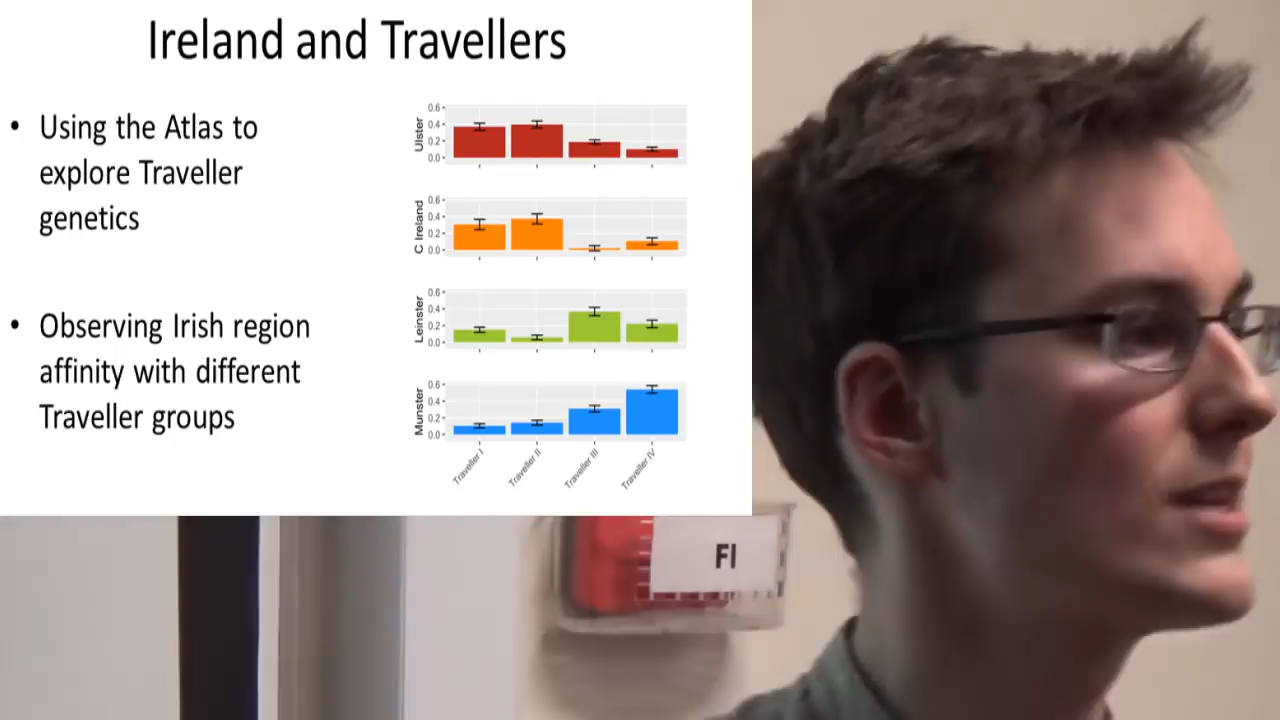 Ireland and Travellers
• Using the Atlas to
explore Traveller
genetics
• Observing Irish region
affinity with different
Traveller groups
Ulster
0.6
0.4
0.2
0.0
C Ireland
0.6
0.4
0.2
0.0
Leinster
0.6
0.4
0.2
0.0
Munster
0.6
0.4
0.2
0.0
Traveller I
Traveller II
Traveller III
Traveller IV
FI